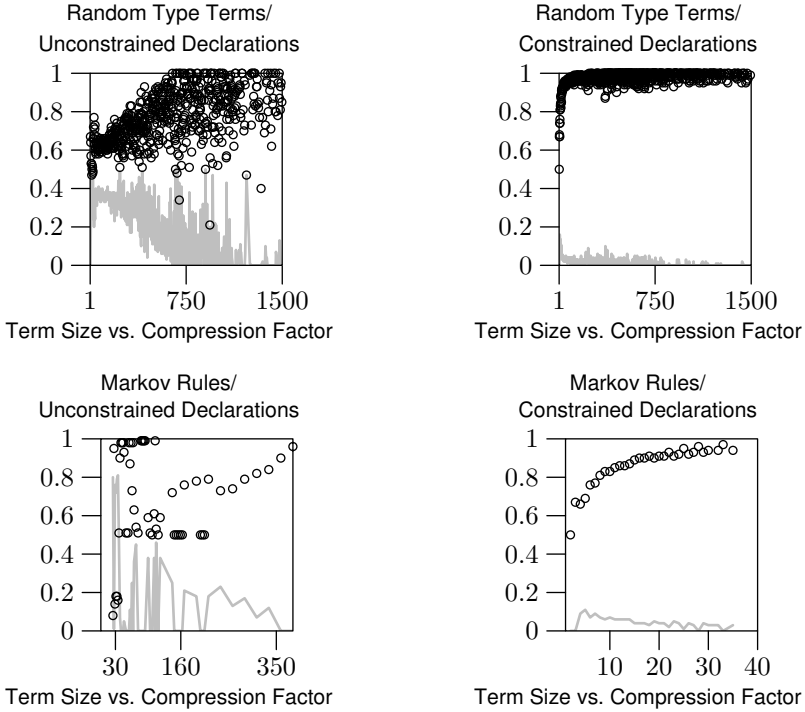 Random Type Terms/
Unconstrained Declarations
1
0.8
0.6
0.4
0.2
0
1 750 1500
Term Size vs. Compression Factor
Random Type Terms/
Constrained Declarations
1
0.8
0.6
0.4
0.2
0
1 750 1500
Term Size vs. Compression Factor
Markov Rules/
Unconstrained Declarations
1
0.8
0.6
0.4
0.2
0
30 160 350
Term Size vs. Compression Factor
Markov Rules/
Constrained Declarations
1
0.8
0.6
0.4
0.2
0
10 20 30 40
Term Size vs. Compression Factor